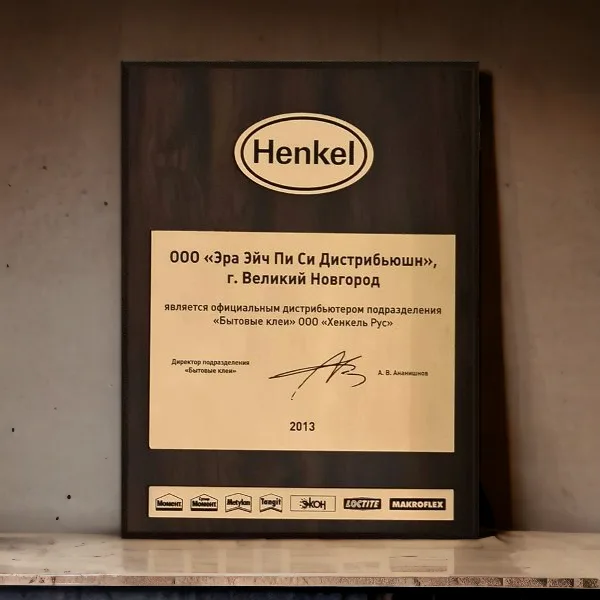 Henkel
ООО «Эра Эйч Пи Си Дистрибьюшн»,
г. Великий Новгород
является официальным дистрибьютером подразделения
«Бытовые клеи» ООО «Хенкель Рус»
Директор подразделения
«Бытовые клеи»
А. В. Ананишнов
2013
Момент Супер Момент Metylan Tangit ЭКОН LOCTITE MAKROFLEX